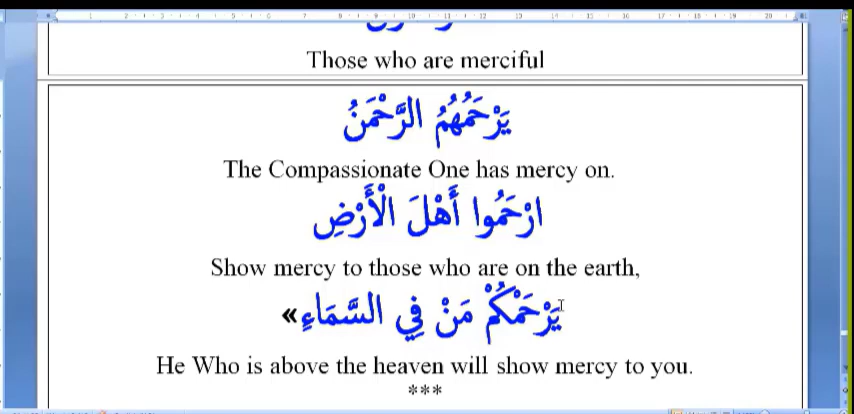 Those who are merciful
يَرْحَمُهُمُ الرَّحْمَنُ
The Compassionate One has mercy on.
ارْحَمُوا أَهْلَ الْأَرْضِ
Show mercy to those who are on the earth,
يَرْحَمْكُمْ مَنْ فِي السَّمَاءِ»
He Who is above the heaven will show mercy to you.
***